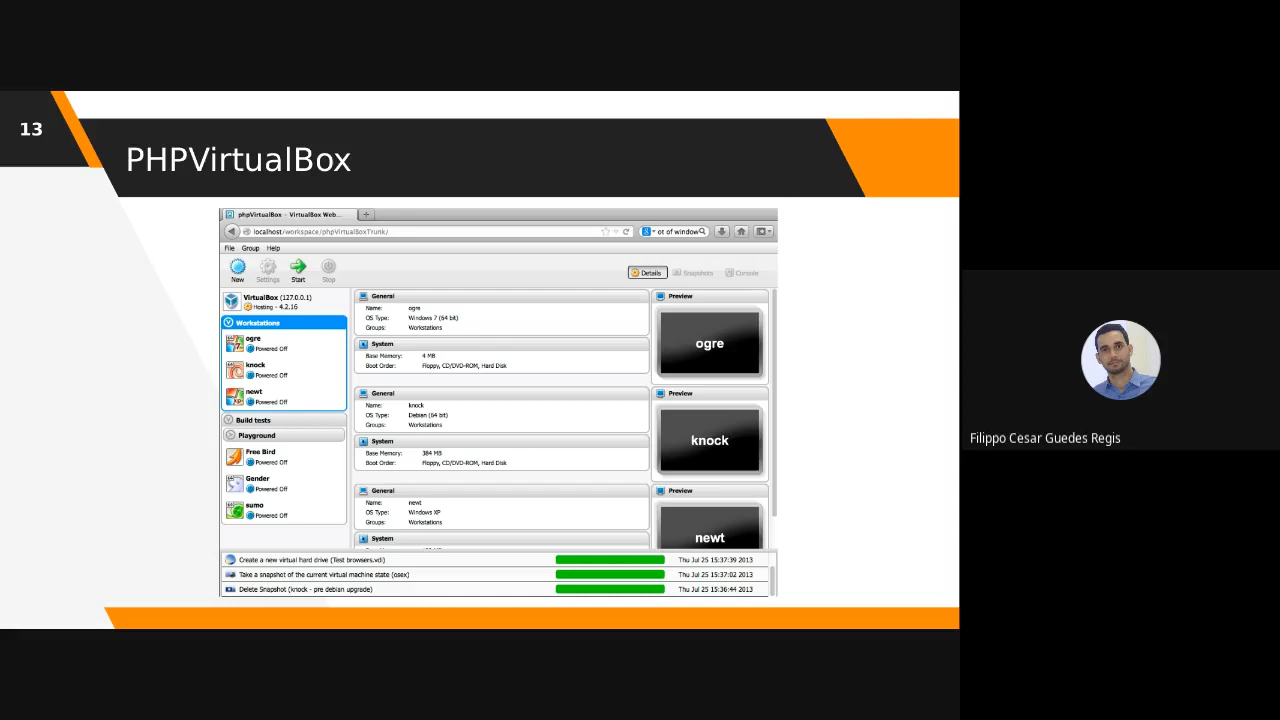 13
PHPVirtualBox
phpVirtualBox - VirtualBox Web...
localhost/workspace/phpVirtualBoxTrunk/
ot of window
File Group Help
New Settings Start Stop
Details Snapshots Console
VirtualBox (127.0.0.1)
Hosting - 4.2.16
Workstations
ogre
Powered Off
knock
Powered Off
newt
Powered Off
Build tests
Playground
Free Bird
Powered Off
Gender
Powered Off
sumo
Powered Off
General
Name: ogre
OS Type: Windows 7 (64 bit)
Groups: Workstations
System
Base Memory: 4 MB
Boot Order: Floppy, CD/DVD-ROM, Hard Disk
Preview
ogre
General
Name: knock
OS Type: Debian (64 bit)
Groups: Workstations
System
Base Memory: 384 MB
Boot Order: Floppy, CD/DVD-ROM, Hard Disk
Preview
knock
General
Name: newt
OS Type: Windows XP
Groups: Workstations
System
Preview
newt
Create a new virtual hard drive (Test browsers.vdi) Thu Jul 25 15:37:39 2013
Take a snapshot of the current virtual machine state (osex) Thu Jul 25 15:37:02 2013
Delete Snapshot (knock - pre debian upgrade) Thu Jul 25 15:36:44 2013
Filippo Cesar Guedes Regis